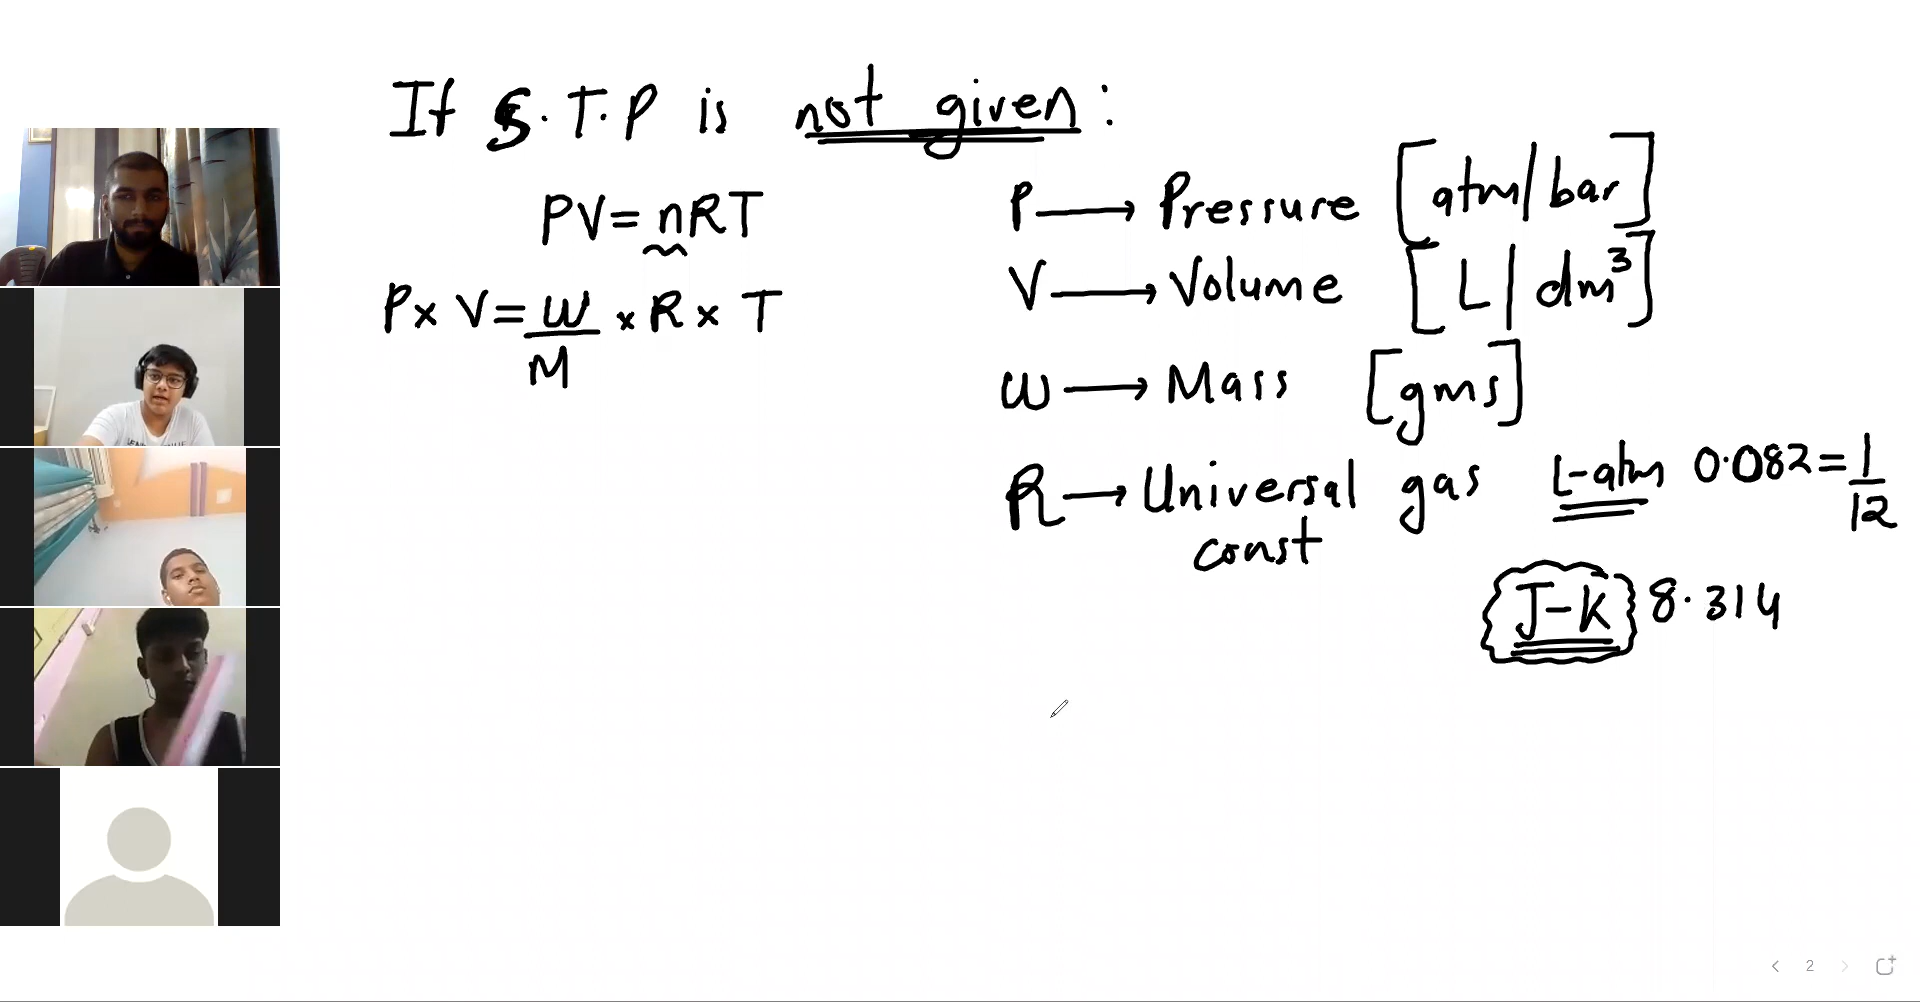 If S.T.P is not given:
PV = nRT
P x V = W/M x R x T
P → Pressure [atm/bar]
V → Volume [L/dm³]
W → Mass [gms]
R → Universal gas const
L-atm 0.082 = 1/12
J-K 8.314
2